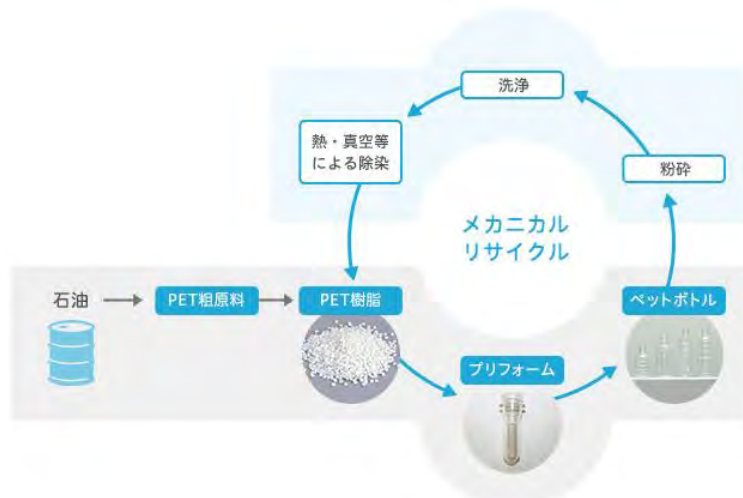 洗浄
熱・真空等
による除染
粉砕
メカニカル
リサイクル
石油
PET粗原料
PET樹脂
ペットボトル
プリフォーム